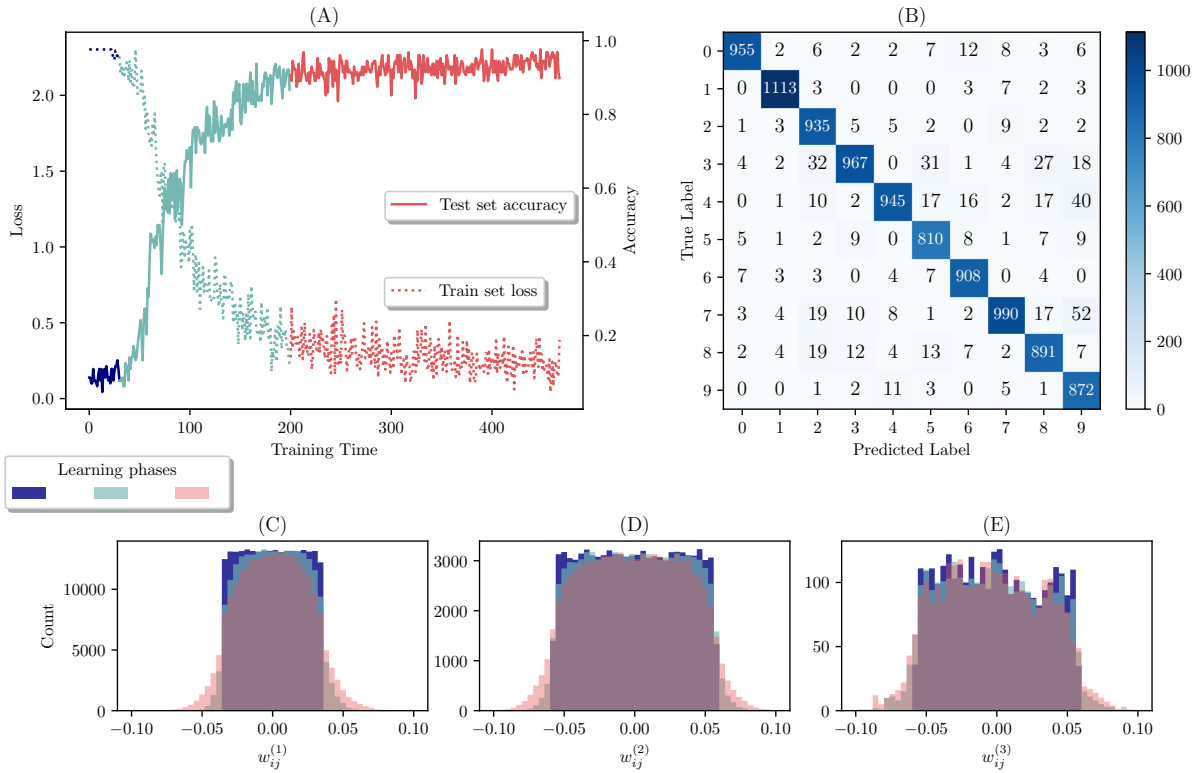 (A)
Loss
2.0
1.5
1.0
0.5
0.0
0 100 200 300 400
Training Time
1.0
0.8
0.6
0.4
0.2
Accuracy
Test set accuracy
Train set loss
(B)
True Label
0 955 2 6 2 2 7 12 8 3 6
1 0 1113 3 0 0 0 3 7 2 3
2 1 3 935 5 5 2 0 9 2 2
3 4 2 32 967 0 31 1 4 27 18
4 0 1 10 2 945 17 16 2 17 40
5 5 1 2 9 0 810 8 1 7 9
6 7 3 3 0 4 7 908 0 4 0
7 3 4 19 10 8 1 2 990 17 52
8 2 4 19 12 4 13 7 2 891 7
9 0 0 1 2 11 3 0 5 1 872
0 1 2 3 4 5 6 7 8 9
Predicted Label
1000
800
600
400
200
0
Learning phases
(C)
Count
10000
5000
0
−0.10 −0.05 0.00 0.05 0.10
w_{ij}^{(1)}
(D)
3000
2000
1000
0
−0.10 −0.05 0.00 0.05 0.10
w_{ij}^{(2)}
(E)
100
50
0
−0.10 −0.05 0.00 0.05 0.10
w_{ij}^{(3)}